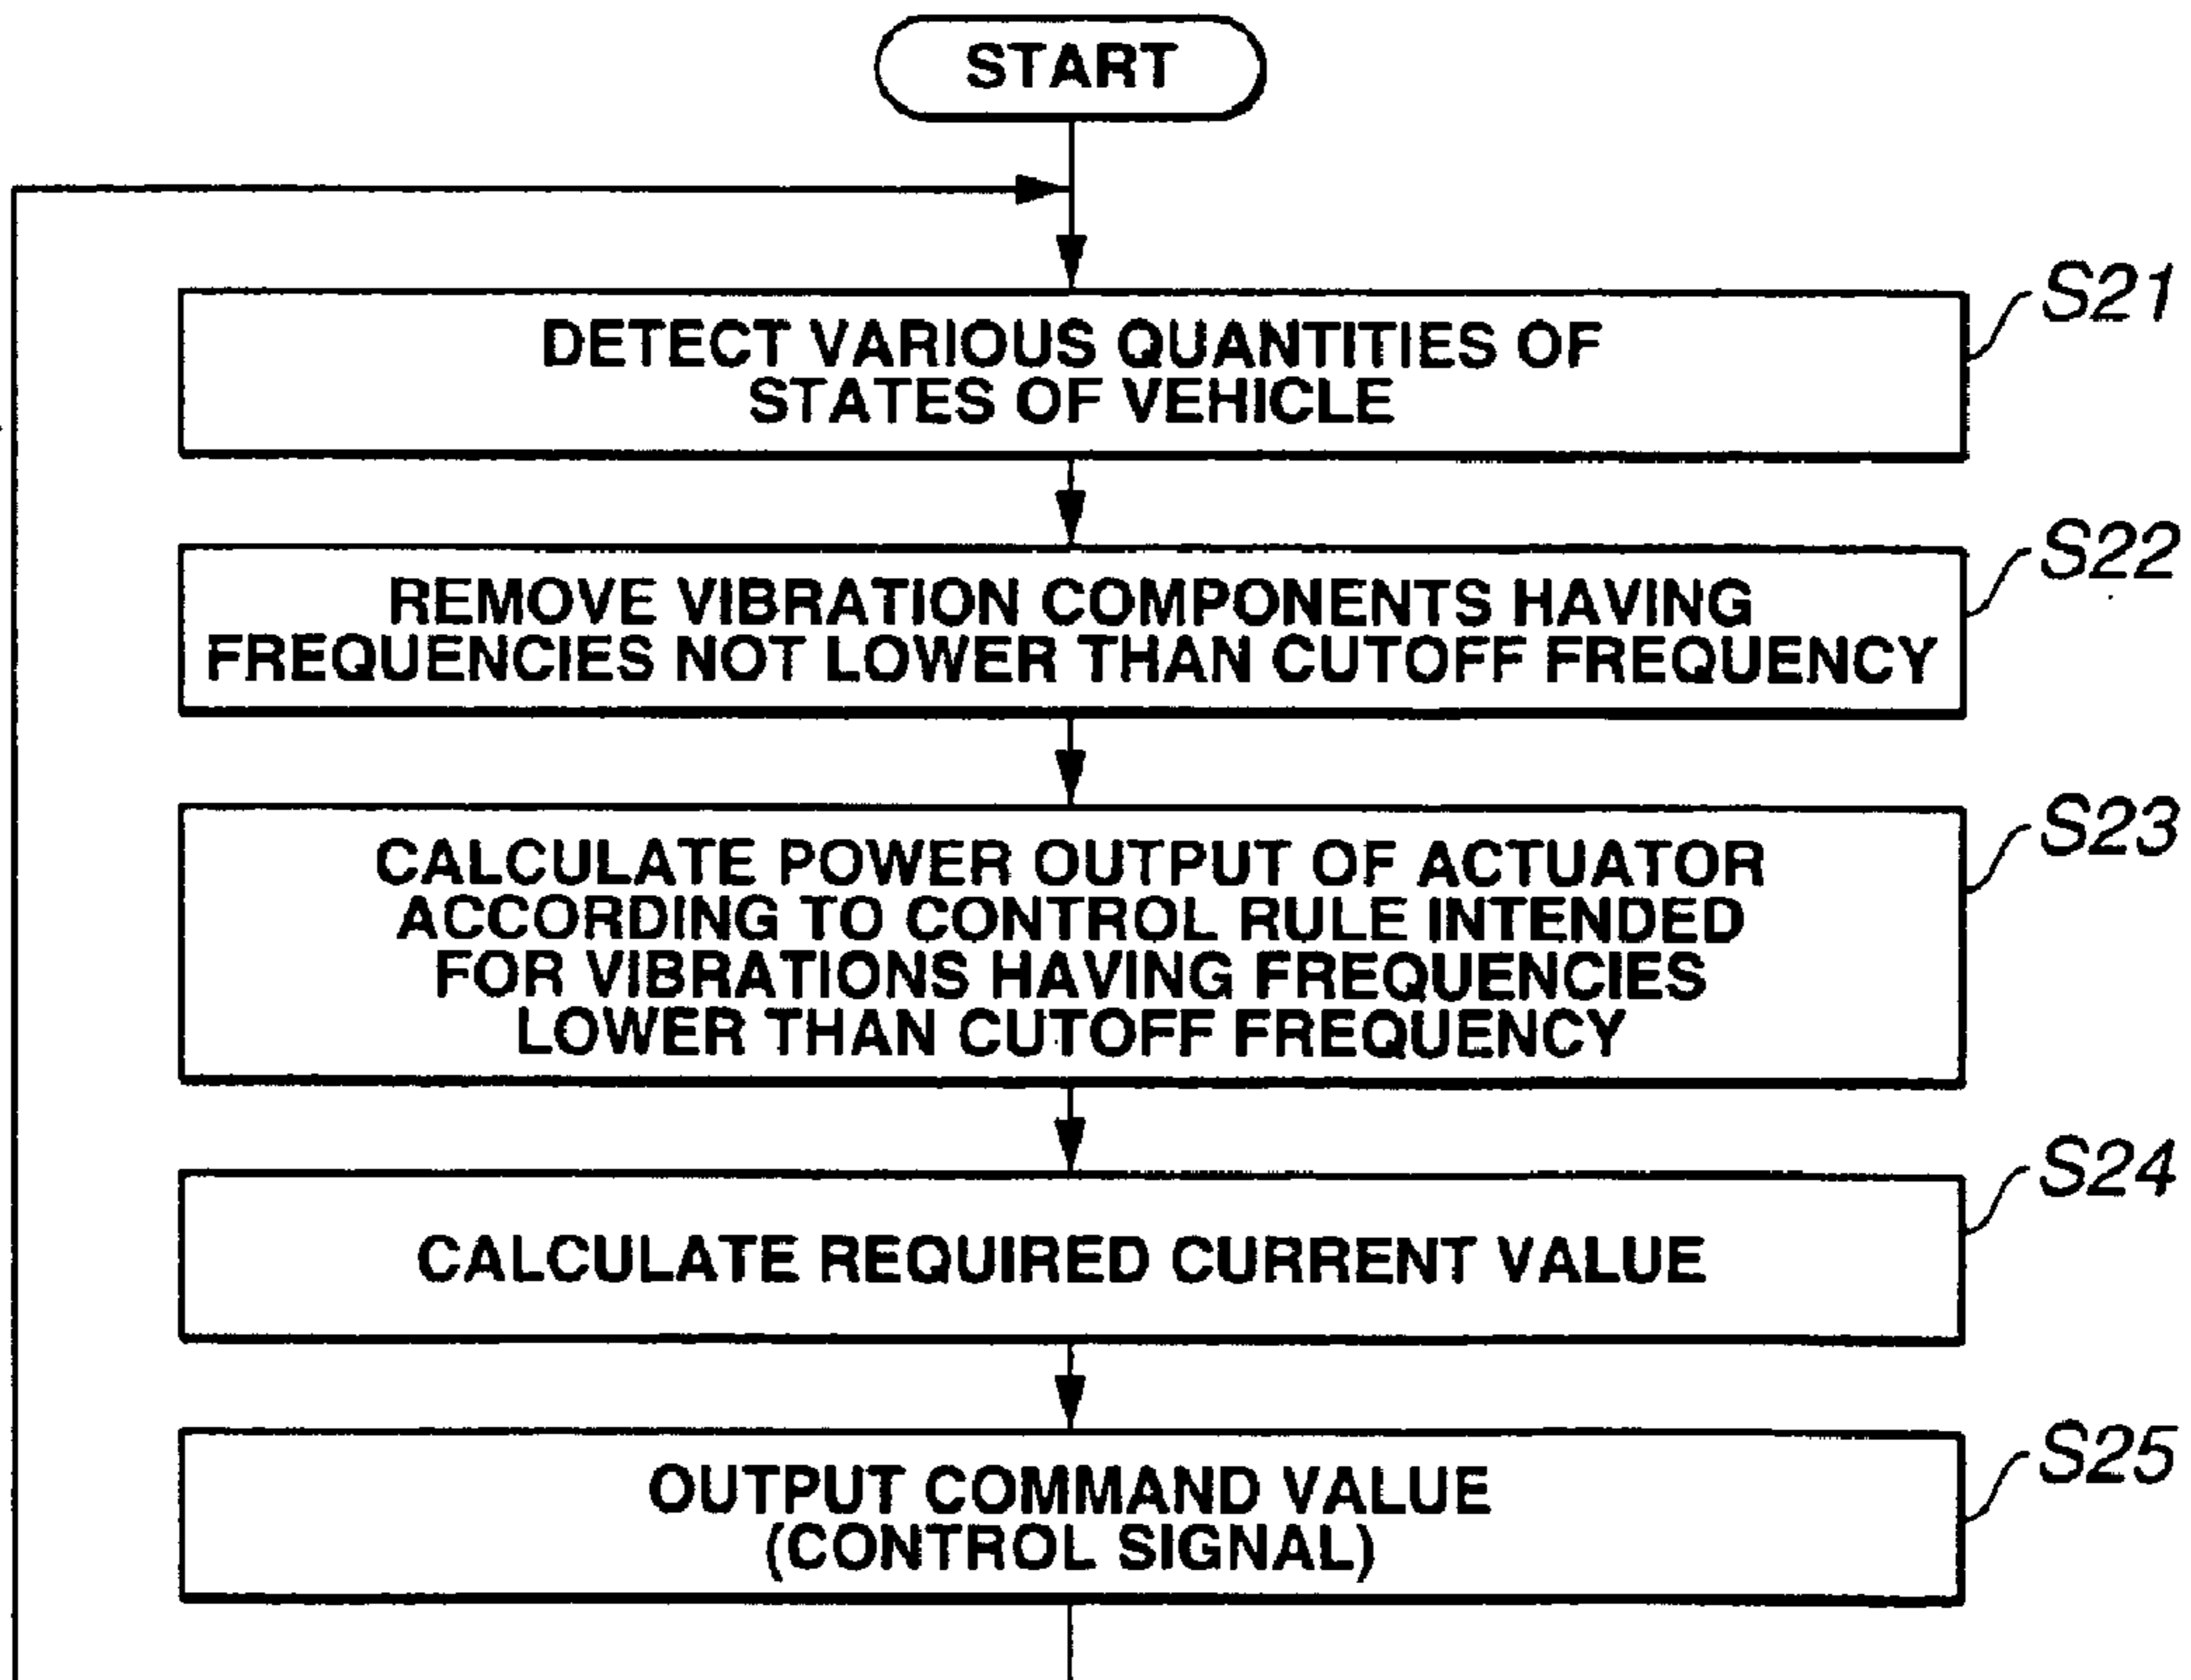 START
S21
DETECT VARIOUS QUANTITIES OF
STATES OF VEHICLE
S22
REMOVE VIBRATION COMPONENTS HAVING
FREQUENCIES NOT LOWER THAN CUTOFF FREQUENCY
S23
CALCULATE POWER OUTPUT OF ACTUATOR
ACCORDING TO CONTROL RULE INTENDED
FOR VIBRATIONS HAVING FREQUENCIES
LOWER THAN CUTOFF FREQUENCY
S24
CALCULATE REQUIRED CURRENT VALUE
S25
OUTPUT COMMAND VALUE
(CONTROL SIGNAL)